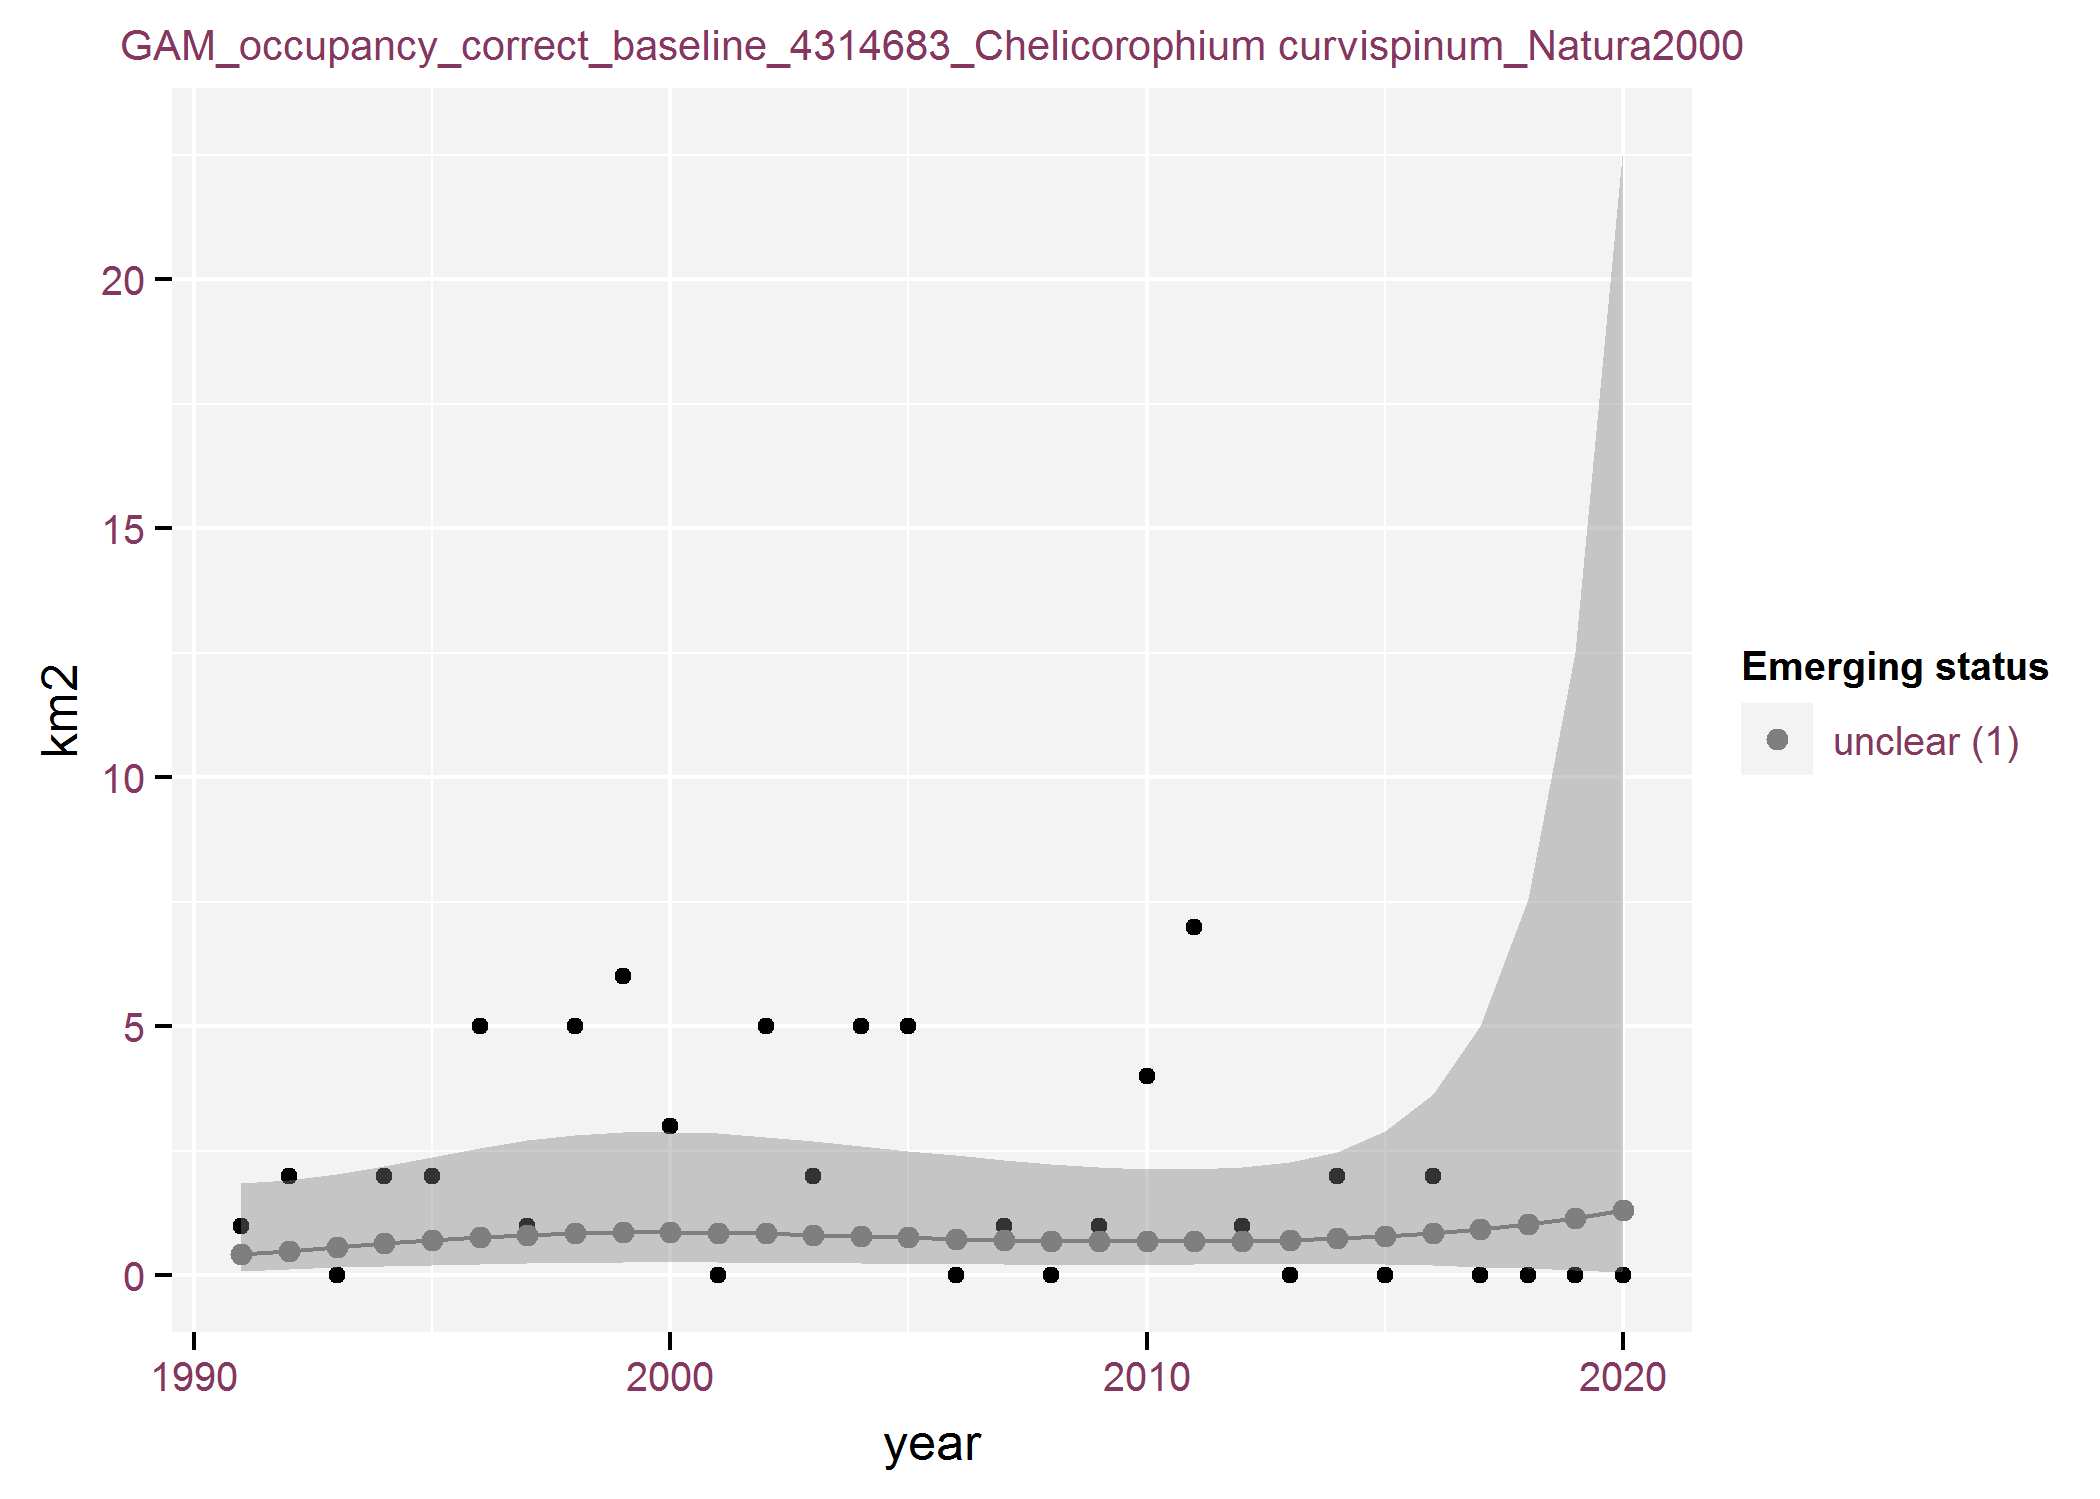 GAM_occupancy_correct_baseline_4314683_Chelicorophium curvispinum_Natura2000
20
15
10
5
0
km2
1990 2000 2010 2020
year
Emerging status
unclear (1)